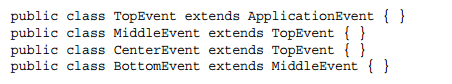 public class TopEvent extends ApplicationEvent { }
public class MiddleEvent extends TopEvent { }
public class CenterEvent extends TopEvent { }
public class BottomEvent extends MiddleEvent { }